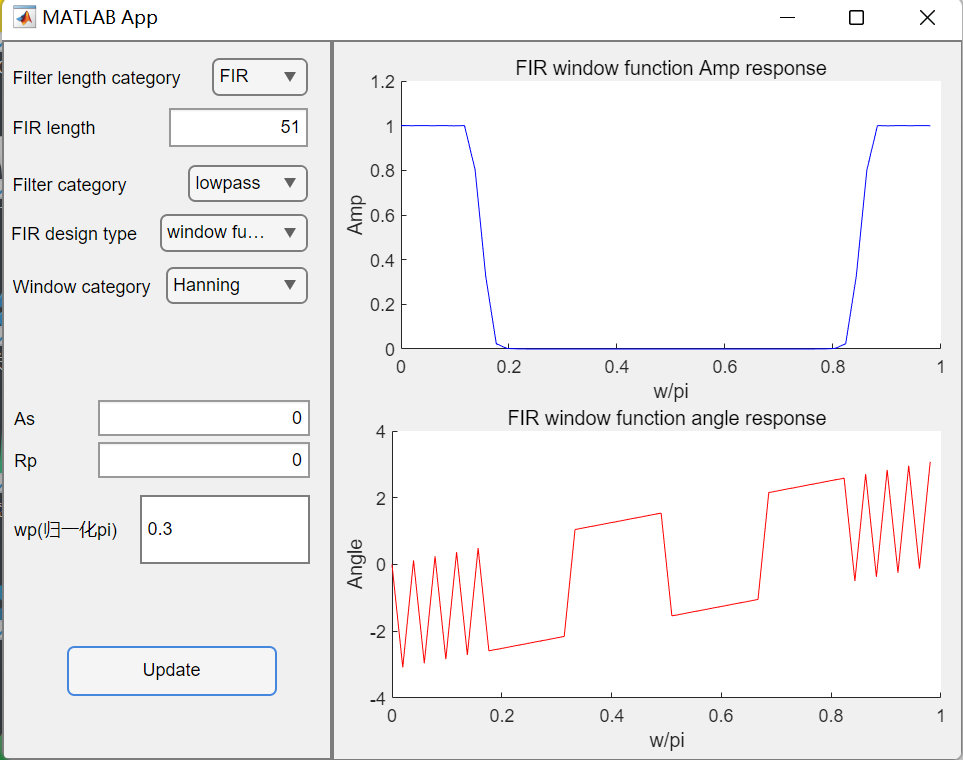 MATLAB App
Filter length category FIR
FIR length 51
Filter category lowpass
FIR design type window fu...
Window category Hanning
As 0
Rp 0
wp(归一化pi) 0.3
Update
FIR window function Amp response
1.2
1
0.8
0.6
0.4
0.2
0
Amp
0 0.2 0.4 0.6 0.8 1
w/pi
FIR window function angle response
4
2
0
-2
-4
Angle
0 0.2 0.4 0.6 0.8 1
w/pi